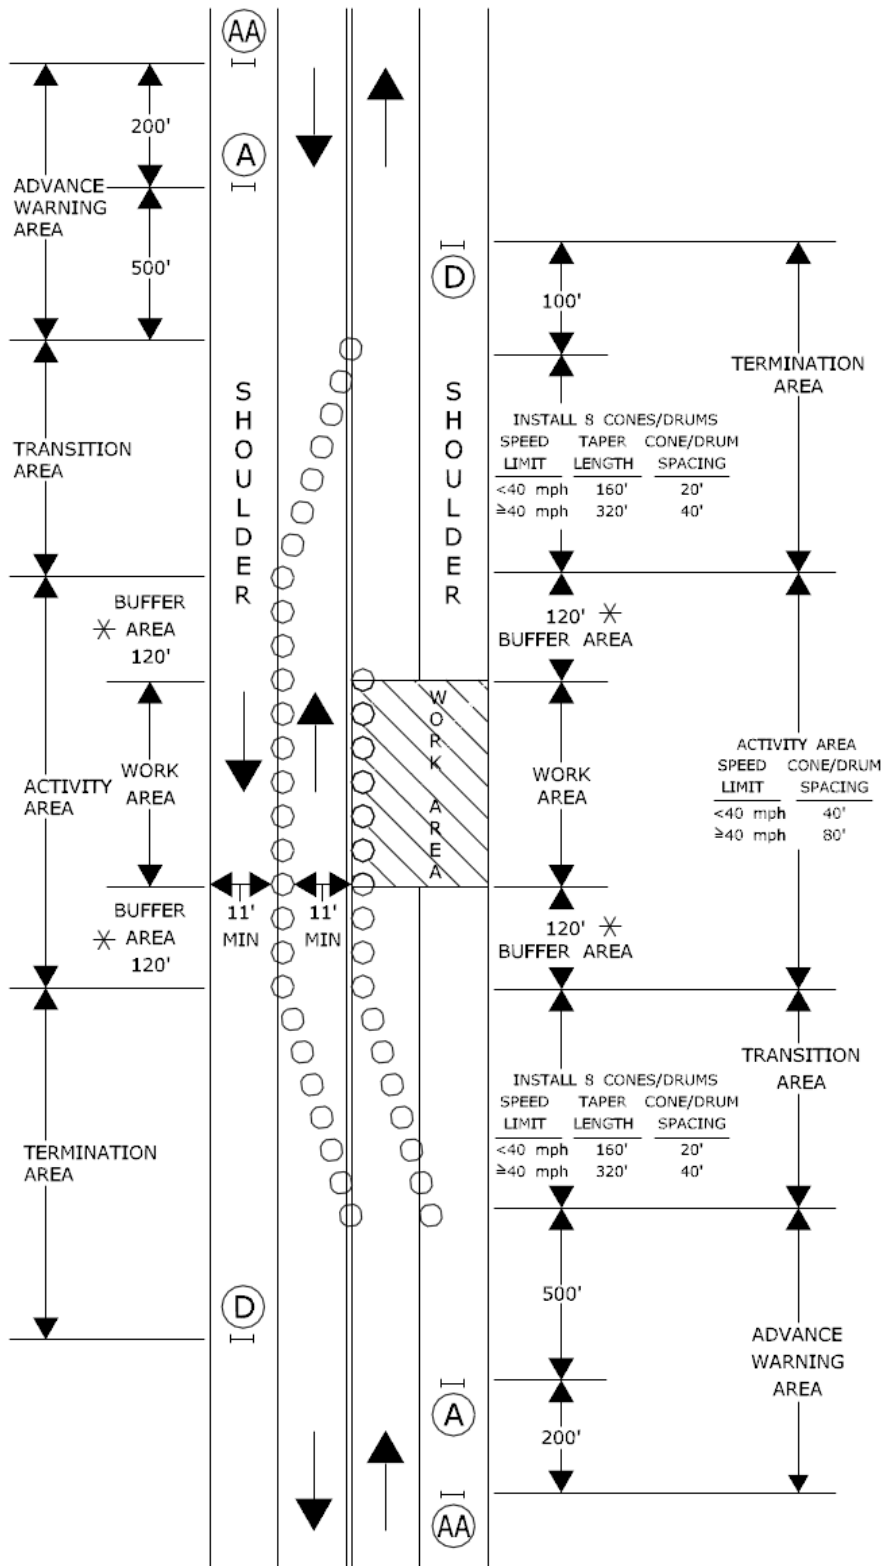 AA
200'
A
ADVANCE
WARNING
AREA
500'
D
100'
TERMINATION
AREA
SHOULDER
SHOULDER
INSTALL 8 CONES/DRUMS
SPEED TAPER CONE/DRUM
LIMIT LENGTH SPACING
<40 mph 160' 20'
≧40 mph 320' 40'
TRANSITION
AREA
BUFFER
* AREA
120'
120' *
BUFFER AREA
WORK AREA
ACTIVITY
AREA
WORK
AREA
WORK
AREA
ACTIVITY AREA
SPEED CONE/DRUM
LIMIT SPACING
<40 mph 40'
≧40 mph 80'
BUFFER
* AREA
120'
11'
MIN
11'
MIN
120' *
BUFFER AREA
TRANSITION
AREA
INSTALL 8 CONES/DRUMS
SPEED TAPER CONE/DRUM
LIMIT LENGTH SPACING
<40 mph 160' 20'
≧40 mph 320' 40'
TERMINATION
AREA
D
500'
ADVANCE
WARNING
AREA
A
200'
AA